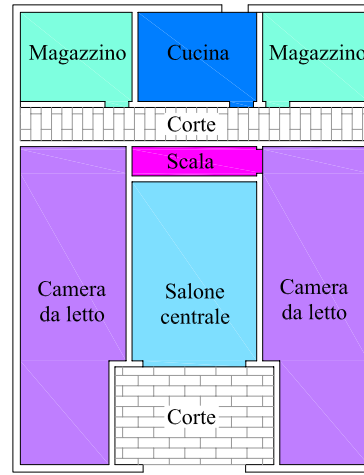 Magazzino Cucina Magazzino
Corte
Scala
Camera
da letto
Salone
centrale
Camera
da letto
Corte